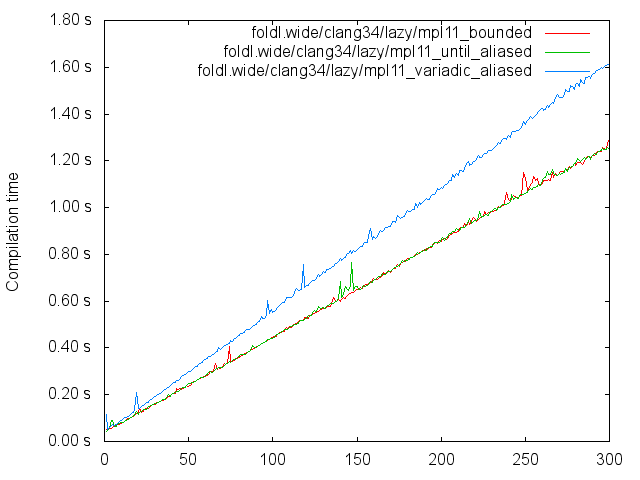 1.80 s
foldl.wide/clang34/lazy/mpl11_bounded
foldl.wide/clang34/lazy/mpl11_until_aliased
foldl.wide/clang34/lazy/mpl11_variadic_aliased
1.60 s
1.40 s
1.20 s
1.00 s
0.80 s
0.60 s
0.40 s
0.20 s
0.00 s
Compilation time
0 50 100 150 200 250 300